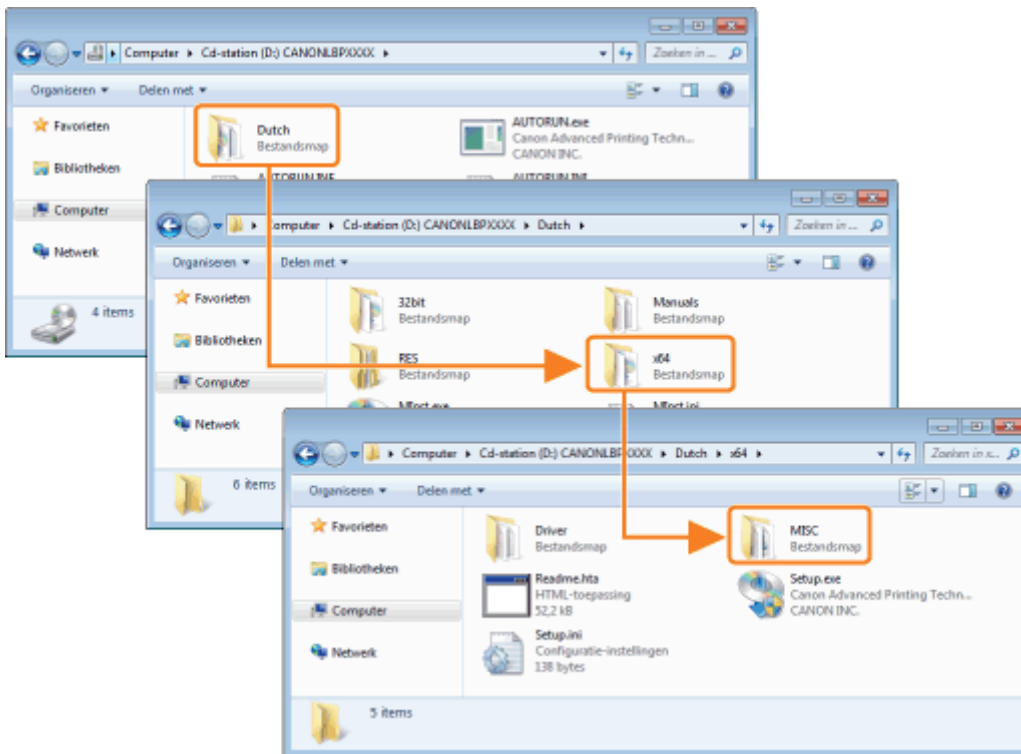 Computer ▸ Cd-station (D:) CANONLBPXXXX ▸
Zoeken in ...
Organiseren ▾ Delen met ▾
Favorieten
Bibliotheken
Computer
Netwerk
Dutch
Bestandsmap
AUTORUN.exe
Canon Advanced Printing Techn...
CANON INC.
4 items
Computer ▸ Cd-station (D:) CANONLBPXXXX ▸ Dutch ▸
Zoeken in ...
Organiseren ▾ Delen met ▾
Favorieten
Bibliotheken
Computer
Netwerk
32bit
Bestandsmap
Manuals
Bestandsmap
RES
Bestandsmap
x64
Bestandsmap
6 items
Computer ▸ Cd-station (D:) CANONLBPXXXX ▸ Dutch ▸ x64 ▸
Zoeken in x...
Organiseren ▾ Delen met ▾
Favorieten
Bibliotheken
Computer
Netwerk
Driver
Bestandsmap
MISC
Bestandsmap
Readme.hta
HTML-toepassing
52,2 kB
Setup.exe
Canon Advanced Printing Techn...
CANON INC.
Setup.ini
Configuratie-instellingen
138 bytes
5 items